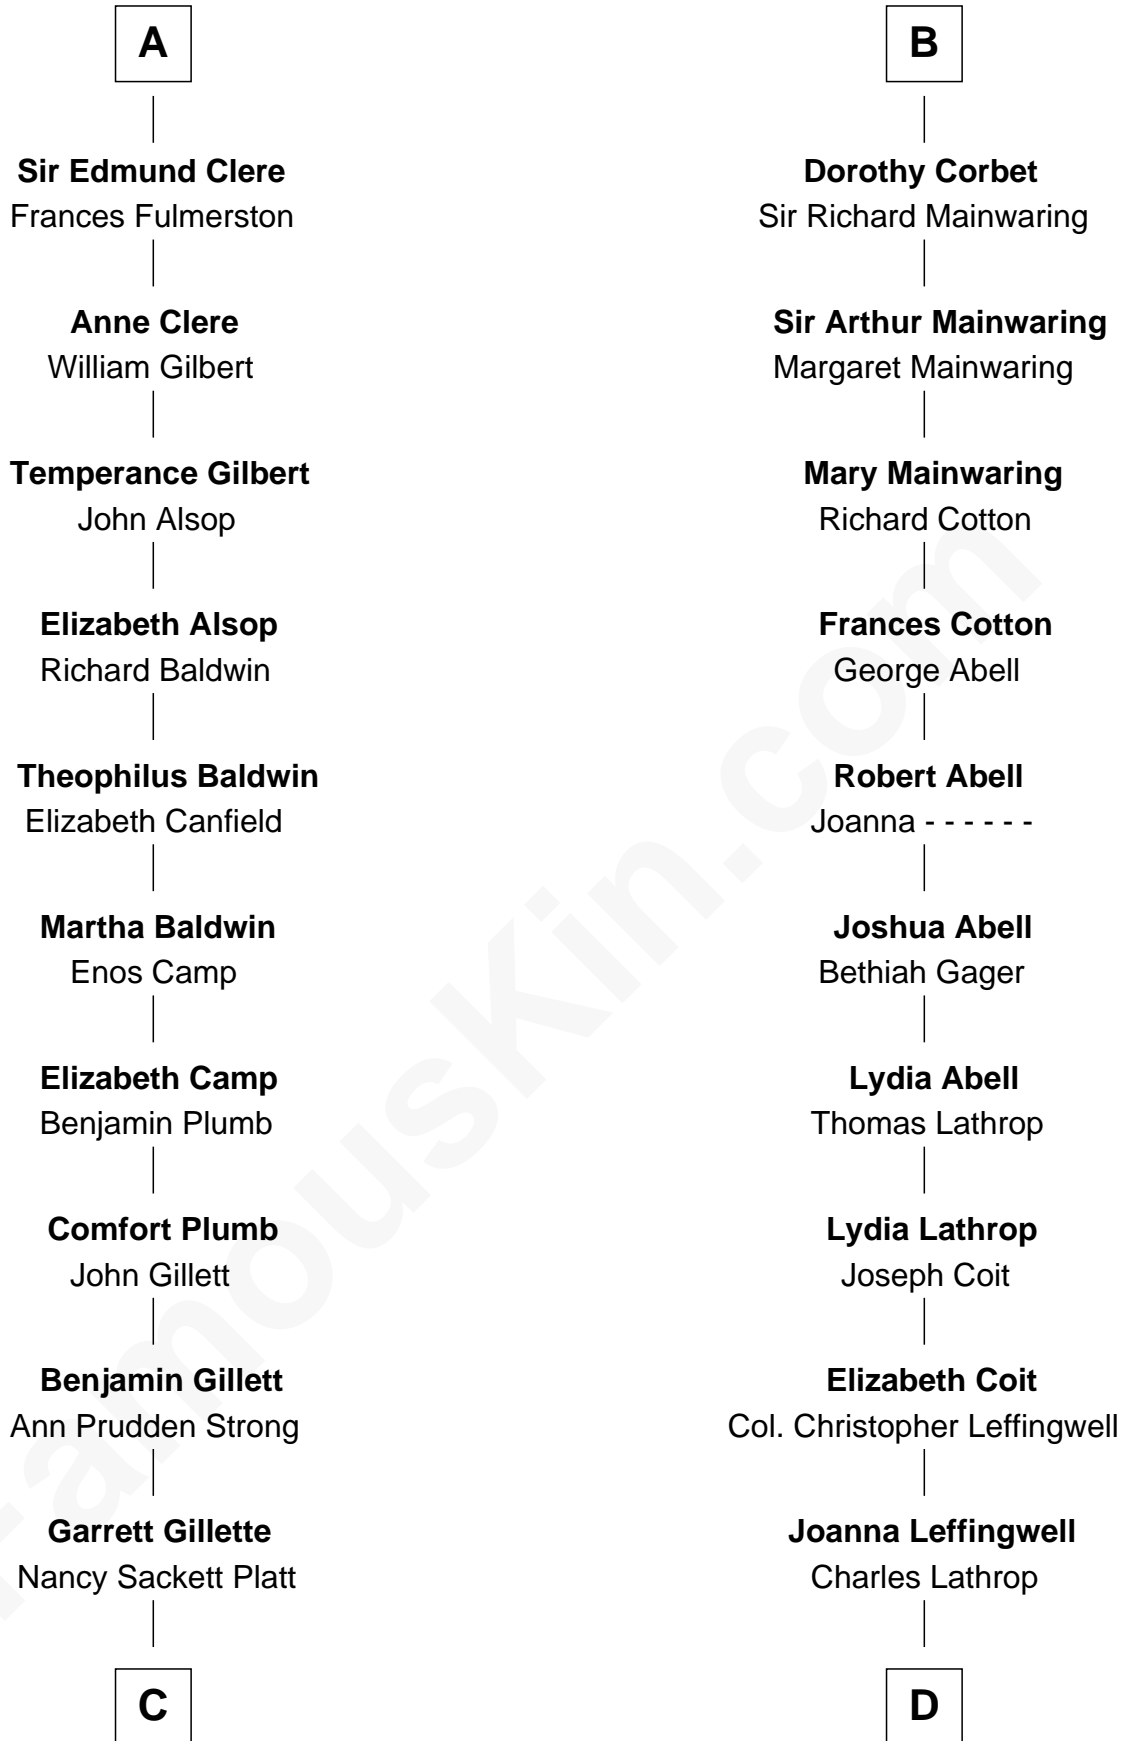 A
Sir Edmund Clere
Frances Fulmerston
Anne Clere
William Gilbert
Temperance Gilbert
John Alsop
Elizabeth Alsop
Richard Baldwin
Theophilus Baldwin
Elizabeth Canfield
Martha Baldwin
Enos Camp
Elizabeth Camp
Benjamin Plumb
Comfort Plumb
John Gillett
Benjamin Gillett
Ann Prudden Strong
Garrett Gillette
Nancy Sackett Platt
C
B
Dorothy Corbet
Sir Richard Mainwaring
Sir Arthur Mainwaring
Margaret Mainwaring
Mary Mainwaring
Richard Cotton
Frances Cotton
George Abell
Robert Abell
Joanna - - - - - -
Joshua Abell
Bethiah Gager
Lydia Abell
Thomas Lathrop
Lydia Lathrop
Joseph Coit
Elizabeth Coit
Col. Christopher Leffingwell
Joanna Leffingwell
Charles Lathrop
D
FamousKin.com